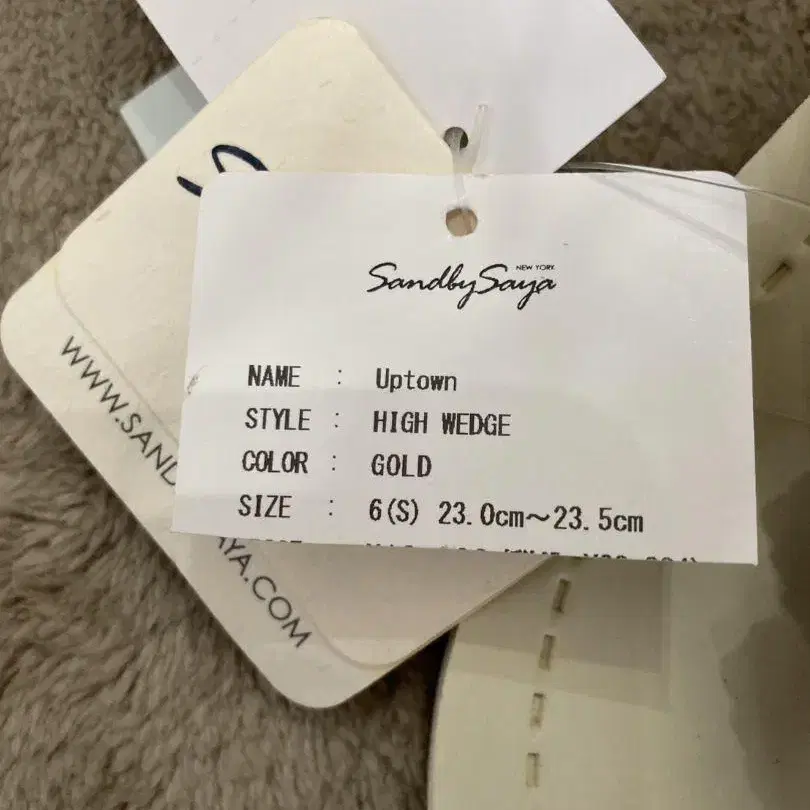 SandbySaya
NEW YORK
NAME : Uptown
STYLE : HIGH WEDGE
COLOR : GOLD
SIZE : 6(S) 23.0cm～23.5cm
WWW.SAND
AYA.COM